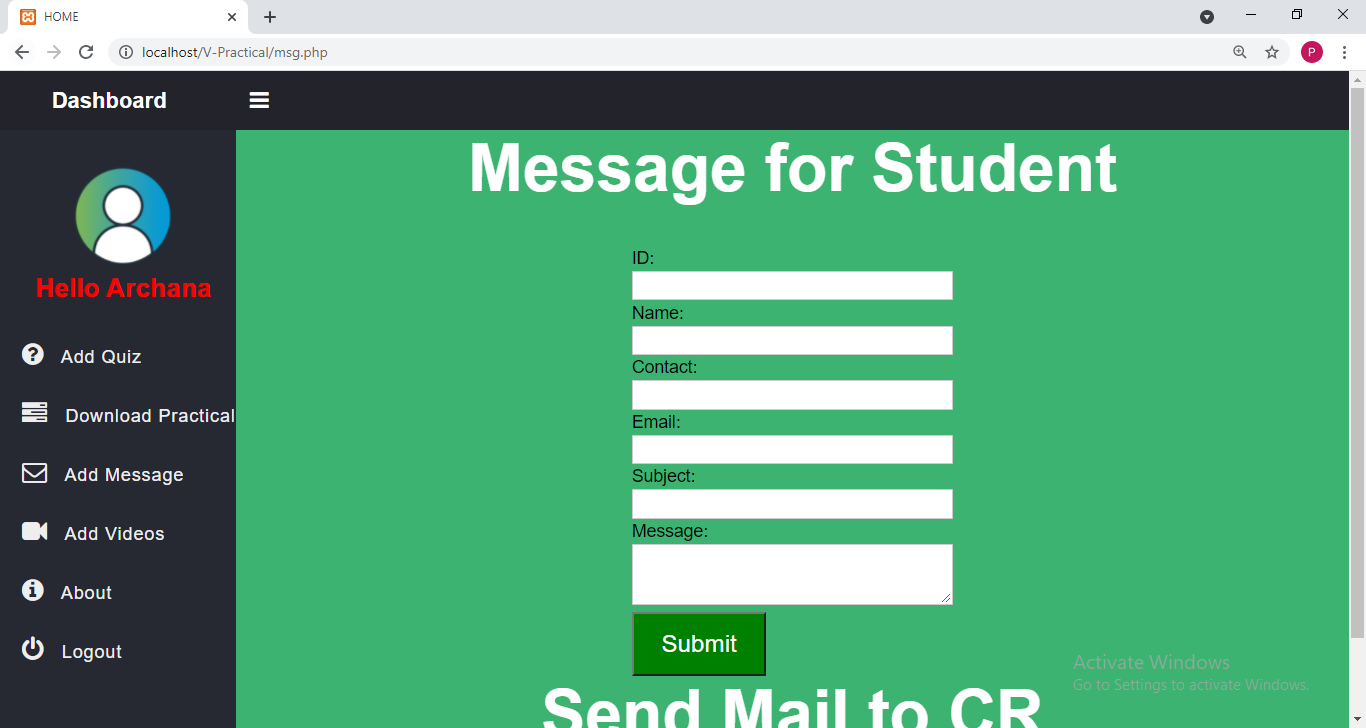 HOME
localhost/V-Practical/msg.php
P
Dashboard
Message for Student
Hello Archana
Add Quiz
Download Practical
Add Message
Add Videos
About
Logout
ID:
Name:
Contact:
Email:
Subject:
Message:
Submit
Send Mail to CR
Activate Windows
Go to Settings to activate Windows.